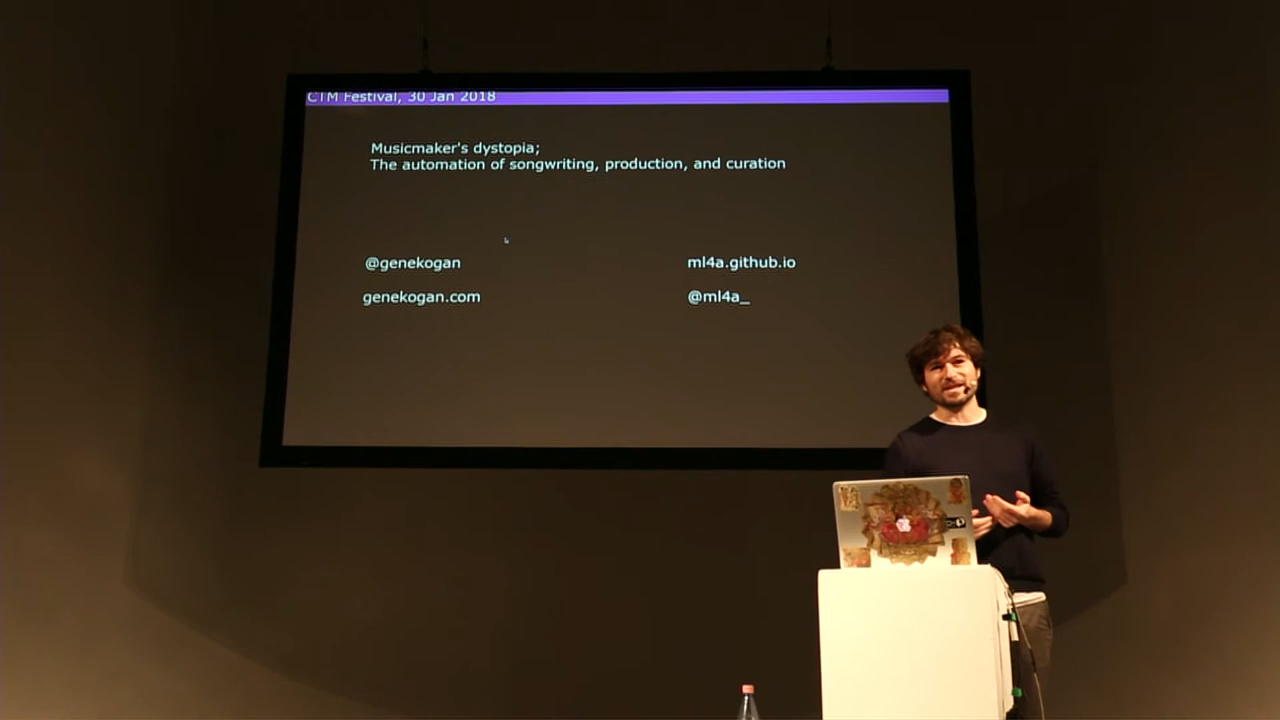 CTM Festival, 30 Jan 2018
Musicmaker's dystopia;
The automation of songwriting, production, and curation
@genekogan
ml4a.github.io
genekogan.com
@ml4a_